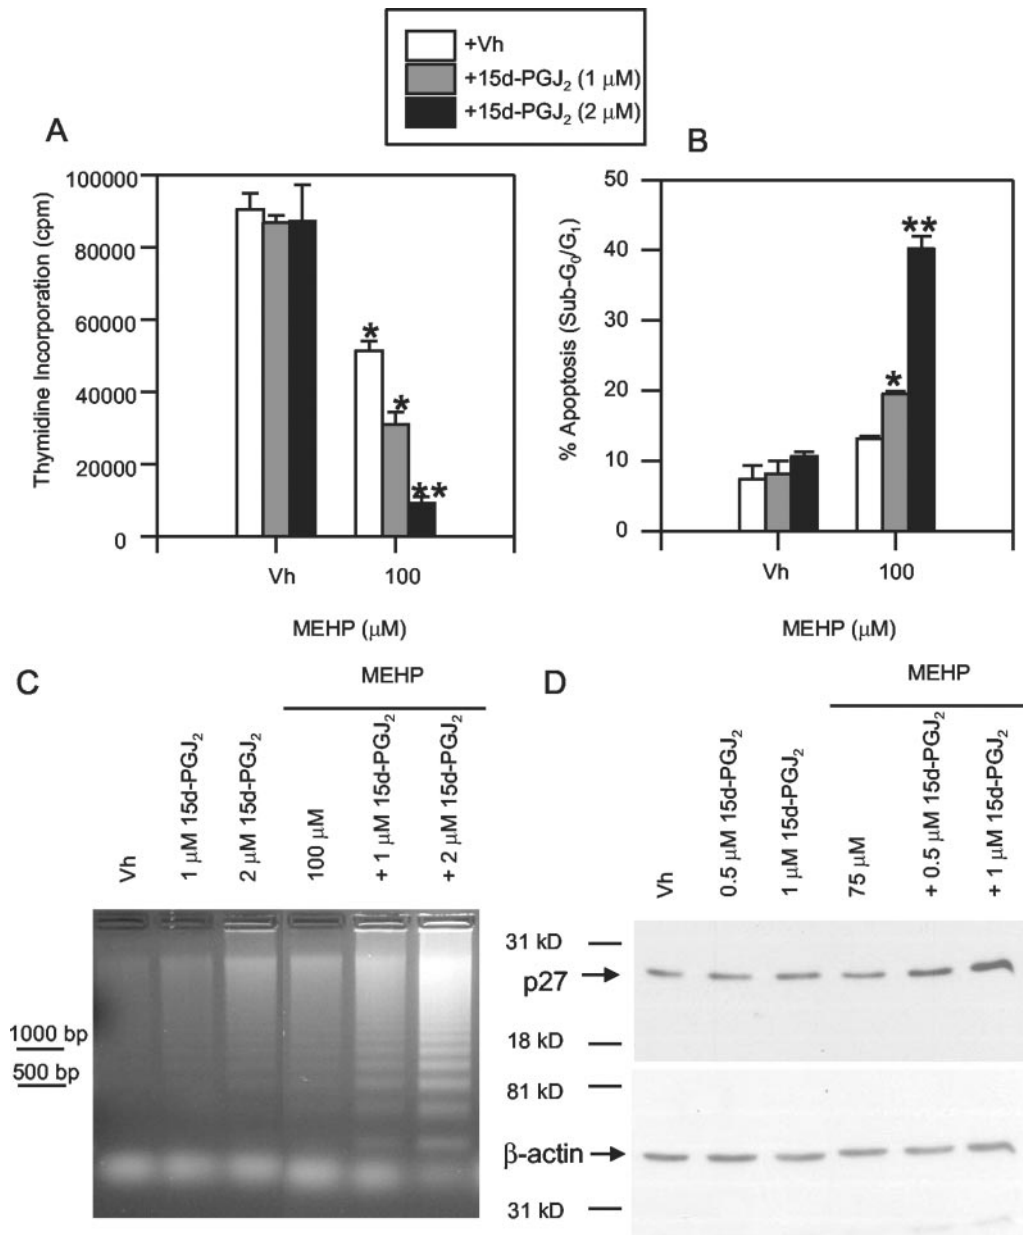 +Vh
+15d-PGJ₂ (1 μM)
+15d-PGJ₂ (2 μM)
A
Thymidine Incorporation (cpm)
100000
80000
60000
40000
20000
0
*
*
**
Vh
100
MEHP (μM)
B
% Apoptosis (Sub-G₀/G₁)
50
40
30
20
10
0
*
**
Vh
100
MEHP (μM)
C
MEHP
Vh
1 μM 15d-PGJ₂
2 μM 15d-PGJ₂
100 μM
+ 1 μM 15d-PGJ₂
+ 2 μM 15d-PGJ₂
1000 bp
500 bp
D
MEHP
Vh
0.5 μM 15d-PGJ₂
1 μM 15d-PGJ₂
75 μM
+ 0.5 μM 15d-PGJ₂
+ 1 μM 15d-PGJ₂
31 kD
p27
18 kD
81 kD
β-actin
31 kD